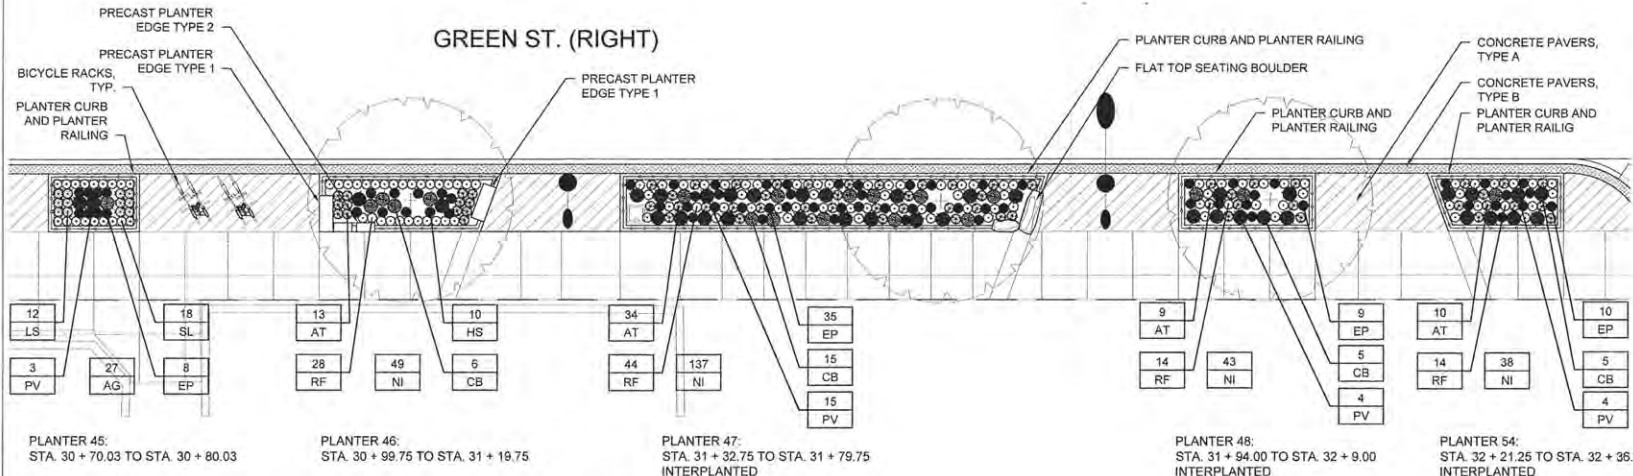 PRECAST PLANTER
EDGE TYPE 2
GREEN ST. (RIGHT)
PRECAST PLANTER
EDGE TYPE 1
BICYCLE RACKS,
TYP.
PLANTER CURB
AND PLANTER
RAILING
PRECAST PLANTER
EDGE TYPE 1
PLANTER CURB AND PLANTER RAILING
FLAT TOP SEATING BOULDER
PLANTER CURB AND
PLANTER RAILING
CONCRETE PAVERS,
TYPE A
CONCRETE PAVERS,
TYPE B
PLANTER CURB AND
PLANTER RAILIG
12
LS
18
SL
3
PV
27
AG
8
EP
13
AT
10
HS
28
RF
49
NI
6
CB
34
AT
35
EP
44
RF
137
NI
15
CB
15
PV
9
AT
9
EP
14
RF
43
NI
5
CB
4
PV
10
AT
10
EP
14
RF
38
NI
5
CB
4
PV
PLANTER 45:
STA. 30 + 70.03 TO STA. 30 + 80.03
PLANTER 46:
STA. 30 + 99.75 TO STA. 31 + 19.75
PLANTER 47:
STA. 31 + 32.75 TO STA. 31 + 79.75
INTERPLANTED
PLANTER 48:
STA. 31 + 94.00 TO STA. 32 + 9.00
INTERPLANTED
PLANTER 54:
STA. 32 + 21.25 TO STA. 32 + 36.
INTERPLANTED